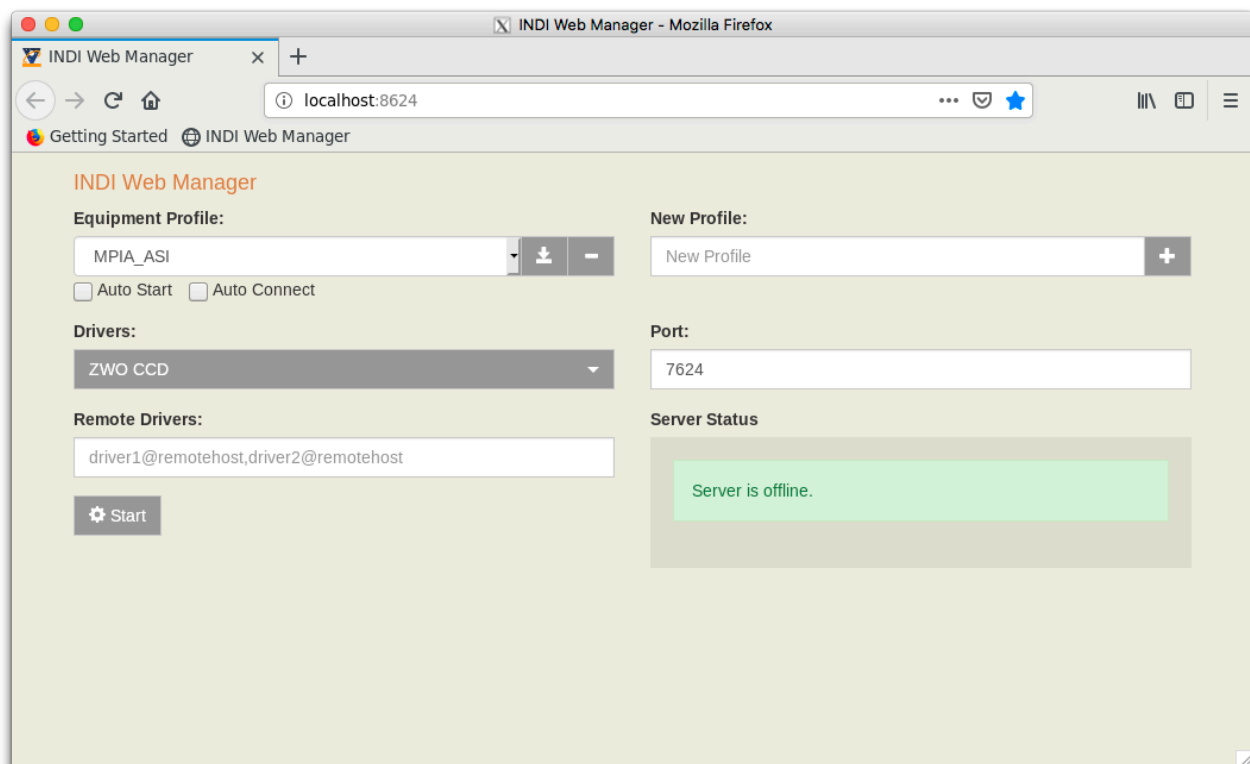 INDI Web Manager - Mozilla Firefox
INDI Web Manager
localhost:8624
Getting Started INDI Web Manager
INDI Web Manager
Equipment Profile:
MPIA_ASI
Auto Start Auto Connect
Drivers:
ZWO CCD
Remote Drivers:
driver1@remotehost,driver2@remotehost
Start
New Profile:
New Profile
Port:
7624
Server Status
Server is offline.